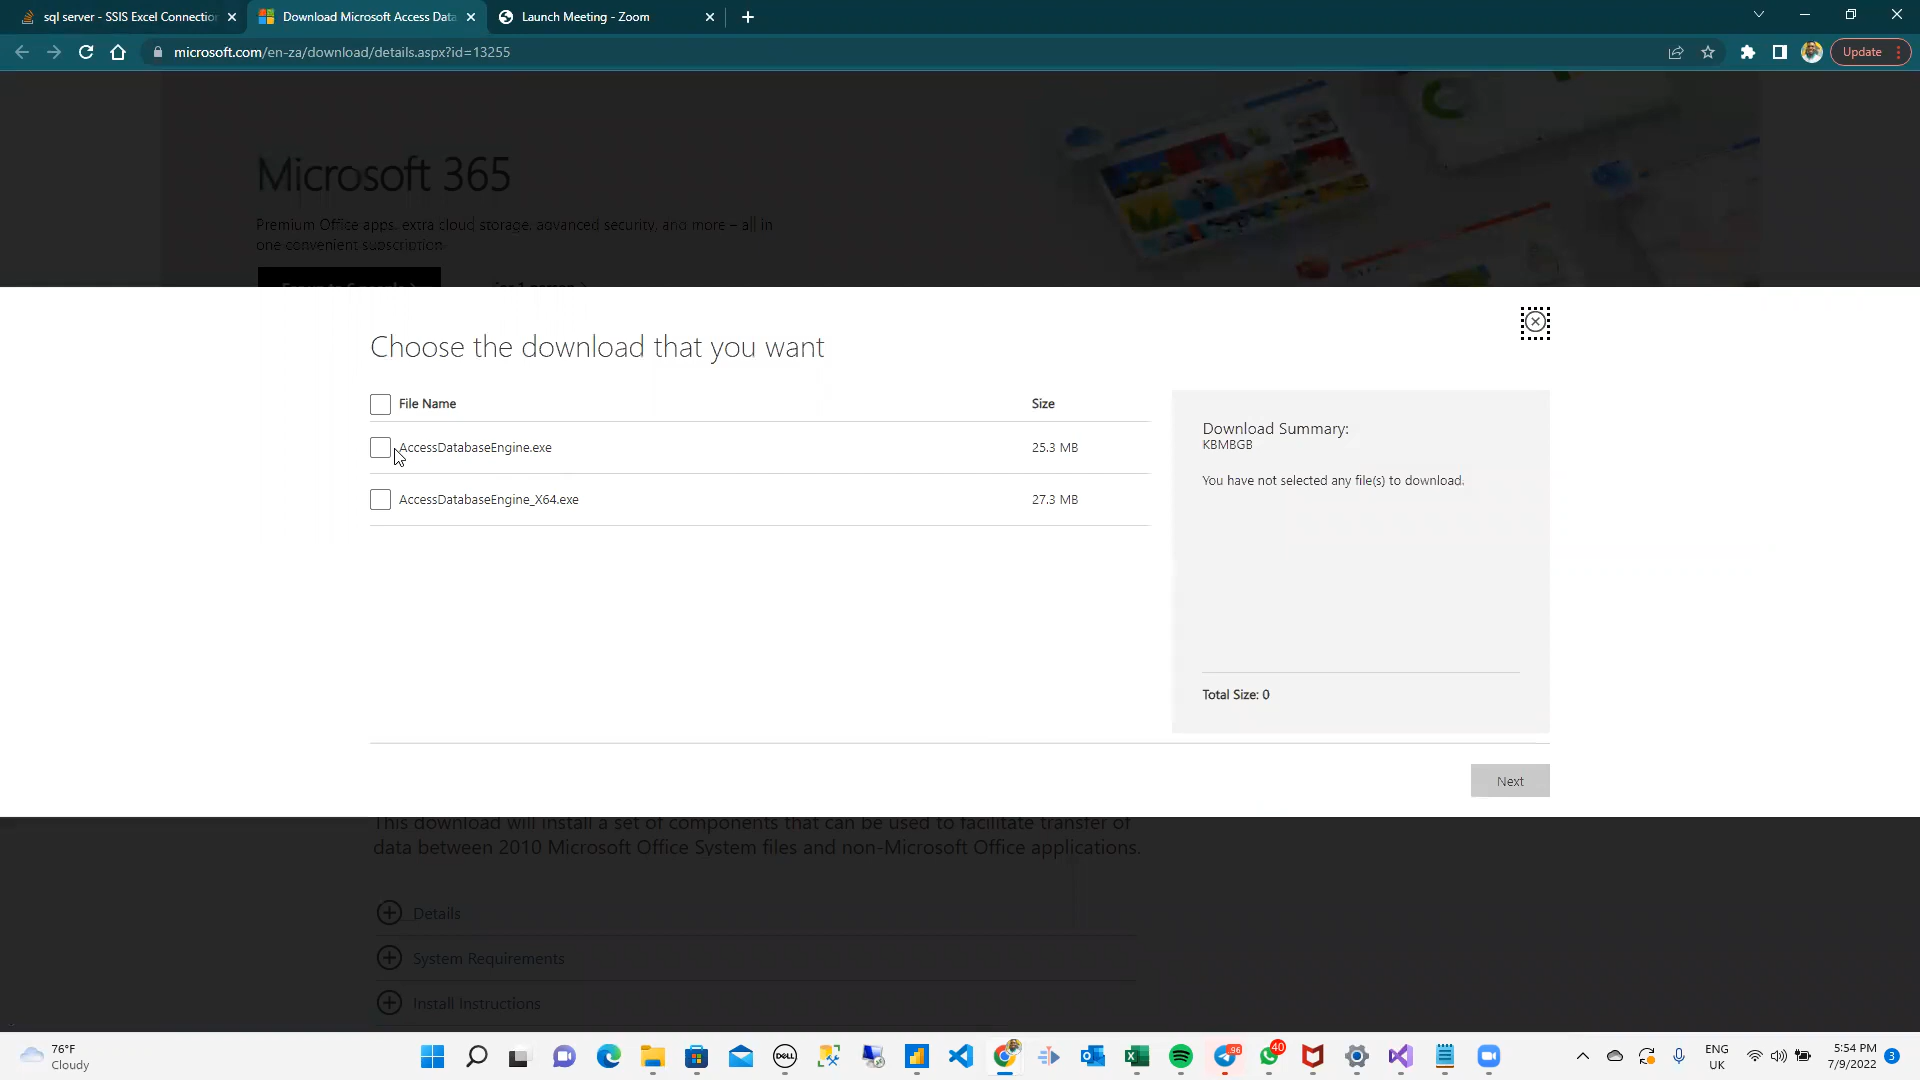 sql server - SSIS Excel Connection
Download Microsoft Access Data
Launch Meeting - Zoom
microsoft.com/en-za/download/details.aspx?id=13255
Update
Microsoft 365
Premium Office apps, extra cloud storage, advanced security, and more – all in
one convenient subscription
Choose the download that you want
File Name
Size
AccessDatabaseEngine.exe
25.3 MB
AccessDatabaseEngine_X64.exe
27.3 MB
Download Summary:
KBMBGB
You have not selected any file(s) to download.
Total Size: 0
Next
This download will install a set of components that can be used to facilitate transfer of
data between 2010 Microsoft Office System files and non-Microsoft Office applications.
Details
System Requirements
Install Instructions
76°F
Cloudy
DELL
96
40
ENG
UK
5:54 PM
7/9/2022
3